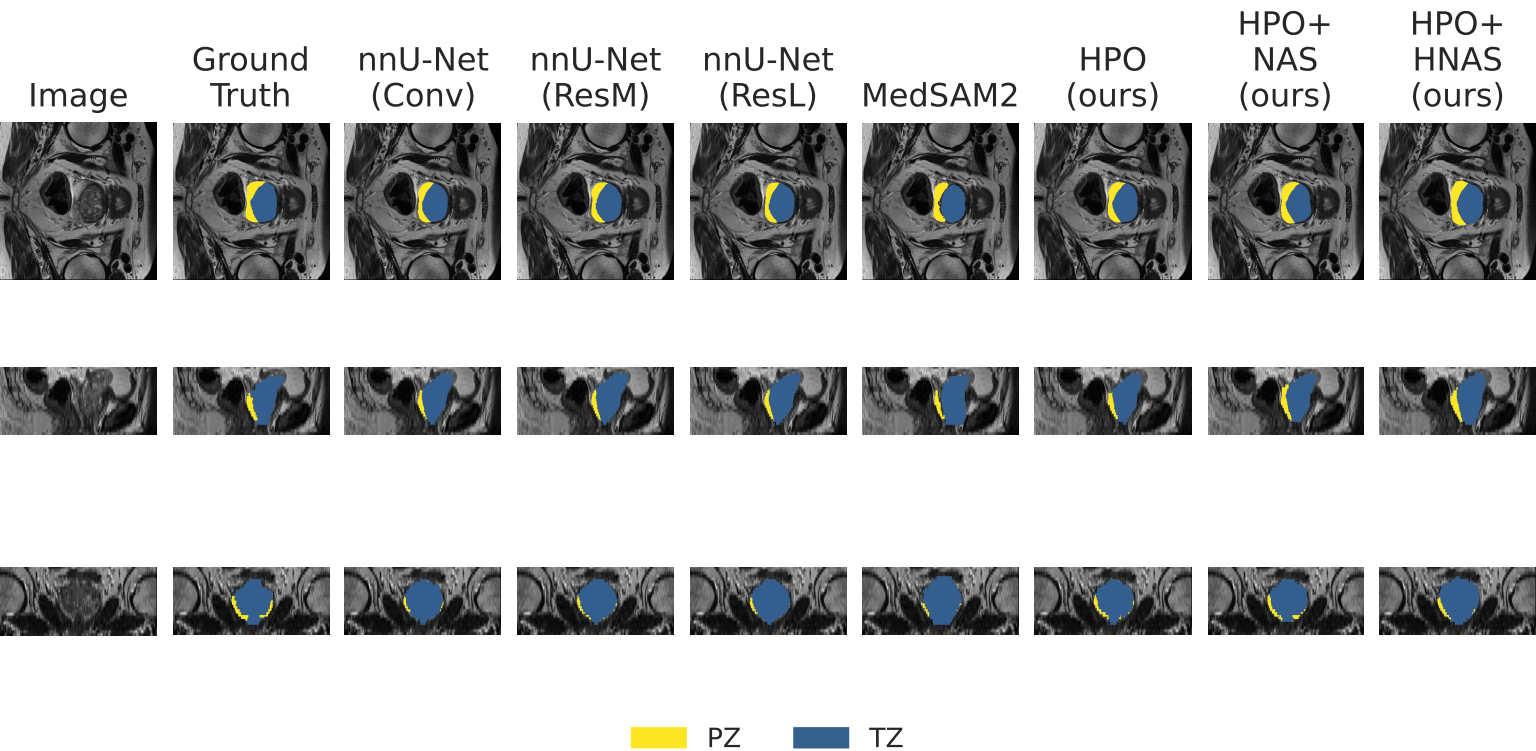 Image
Ground
Truth
nnU-Net
(Conv)
nnU-Net
(ResM)
nnU-Net
(ResL)
MedSAM2
HPO
(ours)
HPO+
NAS
(ours)
HPO+
HNAS
(ours)
PZ
TZ